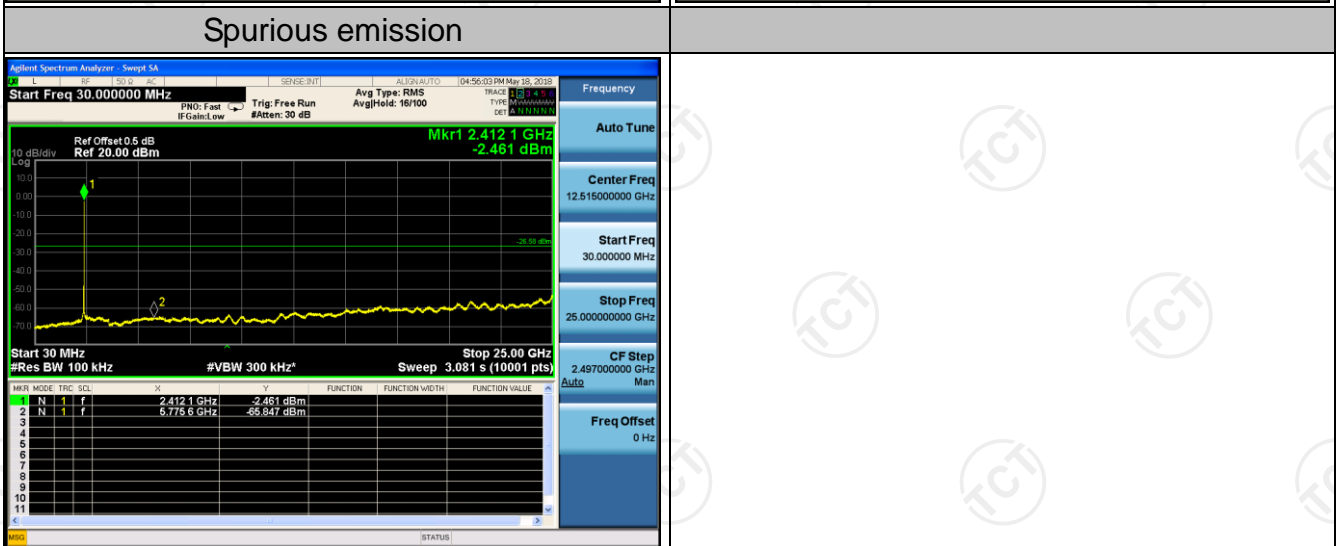 Spurious emission
Agilent Spectrum Analyzer - Swept SA
L RF 50 Ω AC SENSE:INT ALIGN AUTO 04:56:03 PM May 18, 2018
Start Freq 30.000000 MHz
PNO: Fast
IFGain:Low
Trig: Free Run
#Atten: 30 dB
Avg Type: RMS
Avg|Hold: 16/100
TRACE 1 2 3 4 5 6
TYPE M
DET A N N N N N
Frequency
Mkr1 2.412 1 GHz
-2.461 dBm
Ref Offset 0.5 dB
10 dB/div Ref 20.00 dBm
Log
10.0
0.00
-10.0
-20.0
-30.0
-40.0
-50.0
-60.0
-70.0
1
2
-26.58 dBm
Start 30 MHz Stop 25.00 GHz
#Res BW 100 kHz #VBW 300 kHz* Sweep 3.081 s (10001 pts)
MKR MODE TRC SCL X Y FUNCTION FUNCTION WIDTH FUNCTION VALUE
1 N 1 f 2.412 1 GHz -2.461 dBm
2 N 1 f 5.775 6 GHz -65.847 dBm
3
4
5
6
7
8
9
10
11
Auto Tune
Center Freq
12.515000000 GHz
Start Freq
30.000000 MHz
Stop Freq
25.000000000 GHz
CF Step
2.497000000 GHz
Auto Man
Freq Offset
0 Hz
MSG STATUS
TCT
TCT
TCT
TCT
TCT
TCT